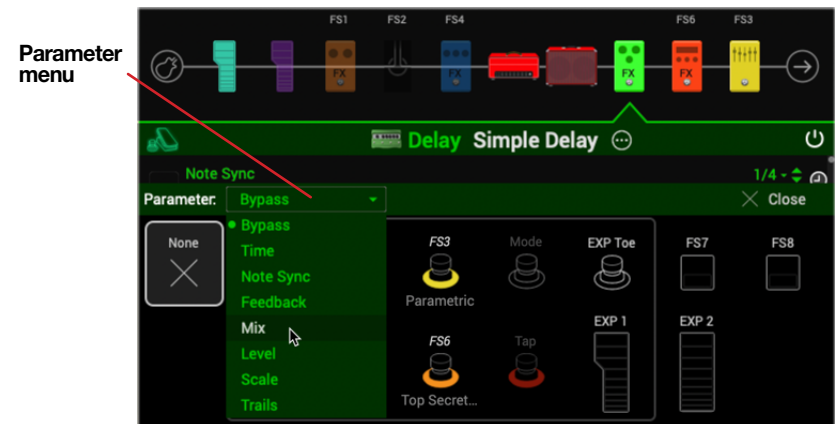 FS1 FS2 FS4 FS6 FS3
Parameter
menu
FX FX FX FX
Delay Simple Delay
Note Sync 1/4 -
Parameter: Bypass Close
None
Bypass
Time
Note Sync
Feedback
Mix
Level
Scale
Trails
FS3 Mode EXP Toe FS7 FS8
Parametric
EXP 1 EXP 2
FS6 Tap
Top Secret...